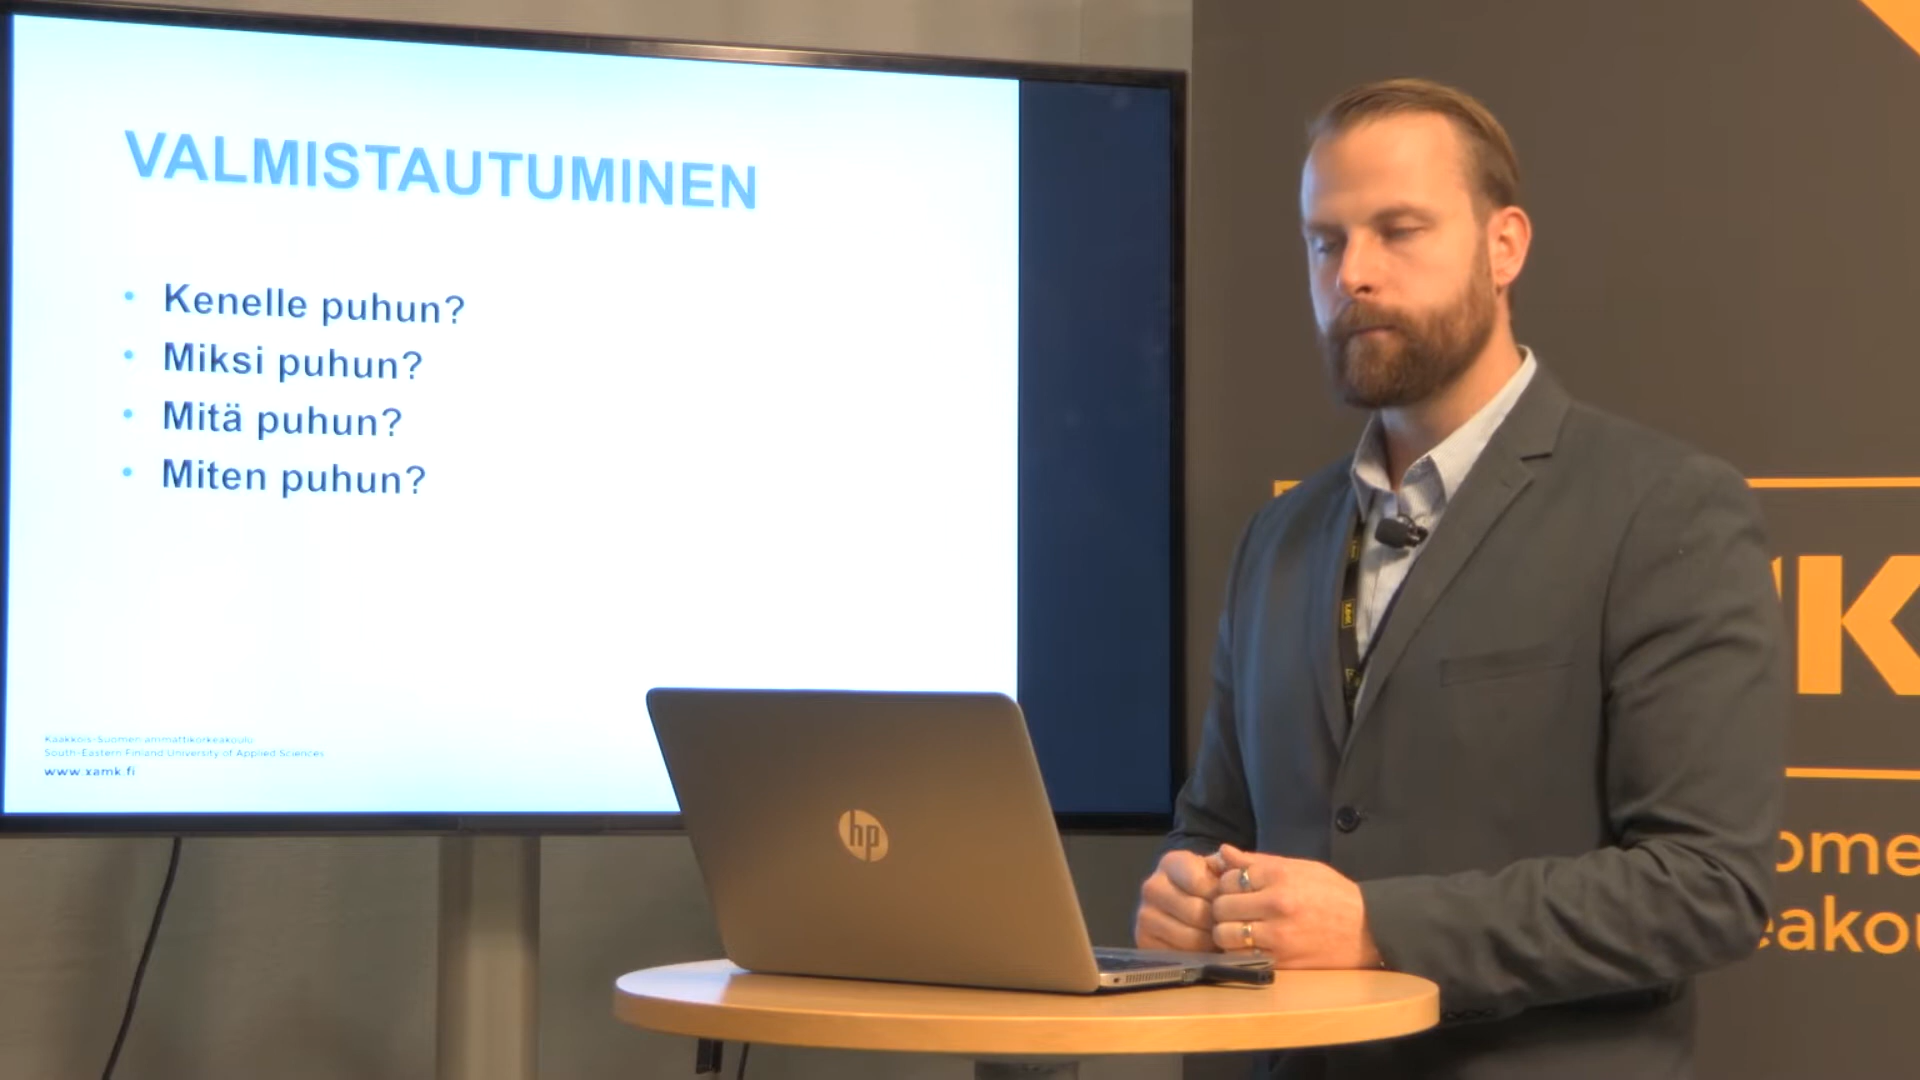 VALMISTAUTUMINEN
• Kenelle puhun?
• Miksi puhun?
• Mitä puhun?
• Miten puhun?
Kaakkois-Suomen ammattikorkeakoulu
South-Eastern Finland University of Applied Sciences
www.xamk.fi
hp
K
ome
eakou